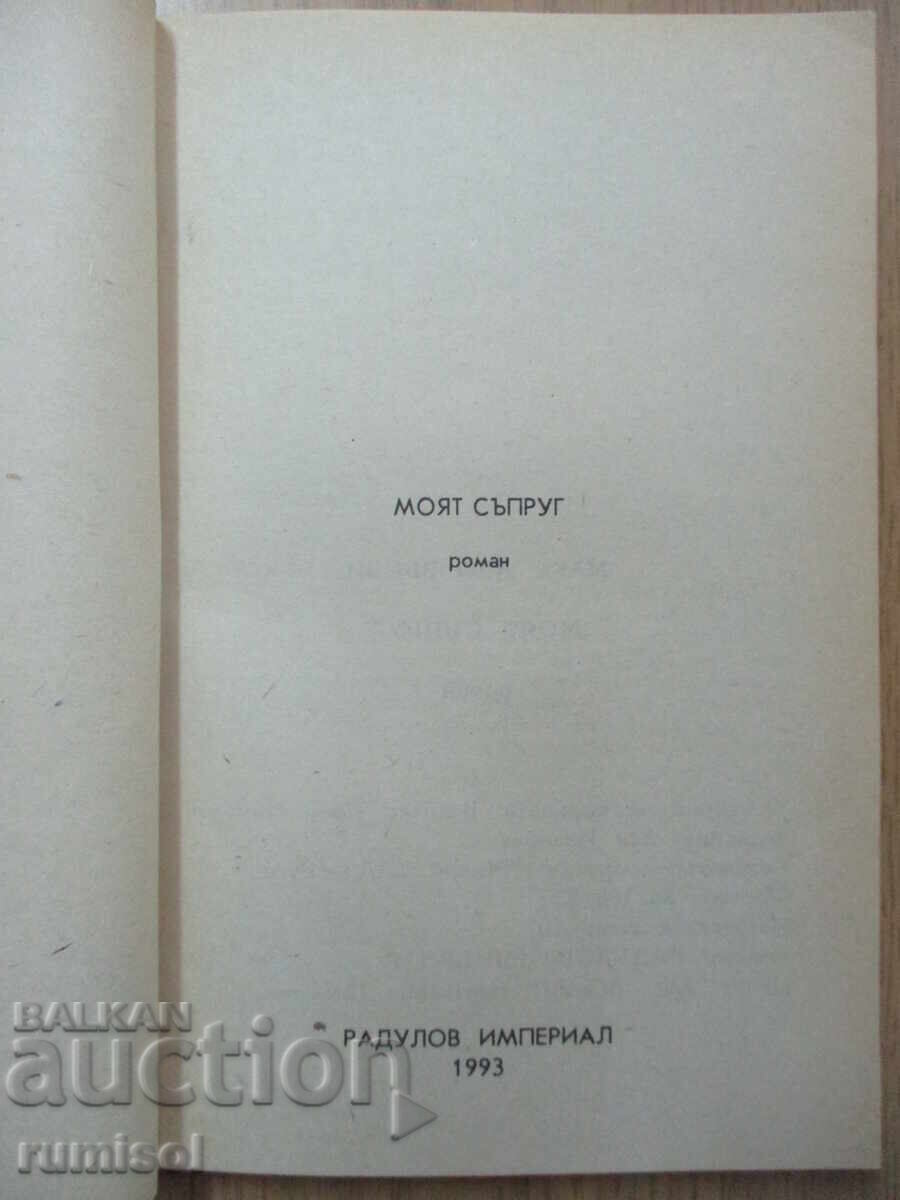 МОЯТ СЪПРУГ
роман
РАДУЛОВ ИМПЕРИАЛ
1993
BALKAN
auction
rumisol